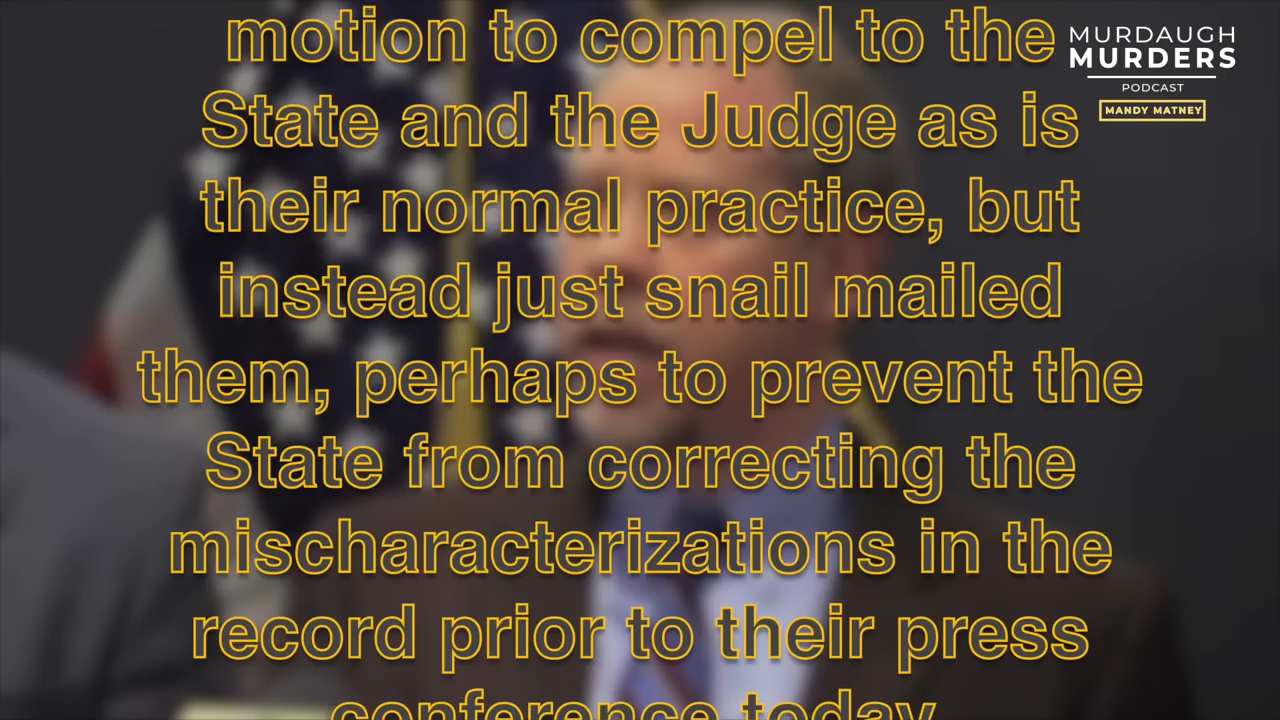 motion to compel to the
State and the Judge as is
their normal practice, but
instead just snail mailed
them, perhaps to prevent the
State from correcting the
mischaracterizations in the
record prior to their press
conference today
MURDAUGH
MURDERS
PODCAST
MANDY MATNEY